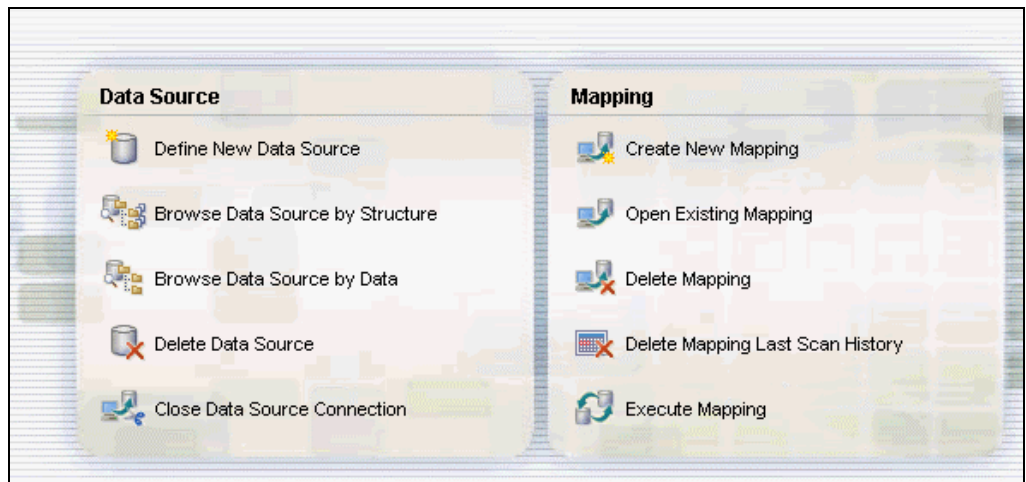 Data Source
Define New Data Source
Browse Data Source by Structure
Browse Data Source by Data
Delete Data Source
Close Data Source Connection
Mapping
Create New Mapping
Open Existing Mapping
Delete Mapping
Delete Mapping Last Scan History
Execute Mapping